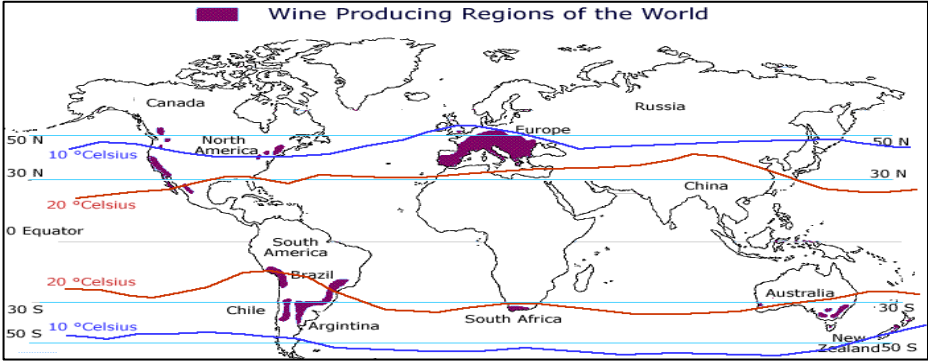 Wine Producing Regions of the World
Canada
Russia
Europe
50 N
North
America
50 N
10 °Celsius
30 N
30 N
China
20 °Celsius
0 Equator
South
America
Brazil
20 °Celsius
Australia
30 S
Chile
South Africa
30 S
10 °Celsius
Argintina
50 S
New
Zealand
50 S